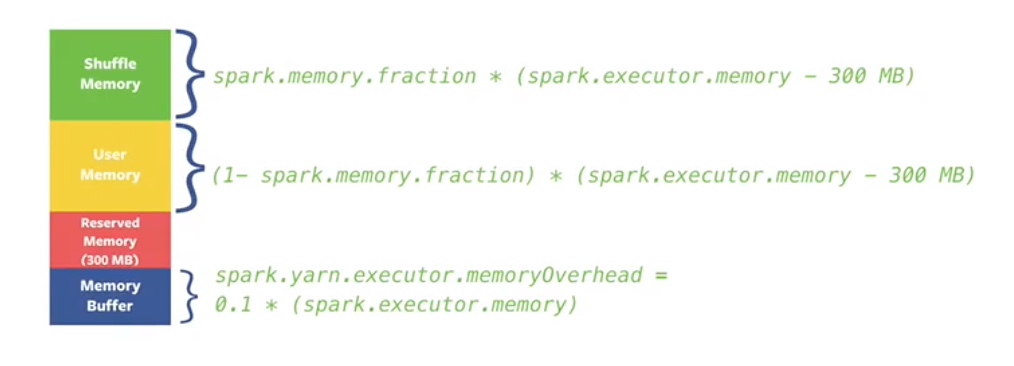 Shuffle
Memory
spark.memory.fraction * (spark.executor.memory - 300 MB)
User
Memory
(1- spark.memory.fraction) * (spark.executor.memory - 300 MB)
Reserved
Memory
(300 MB)
Memory
Buffer
spark.yarn.executor.memoryOverhead =
0.1 * (spark.executor.memory)